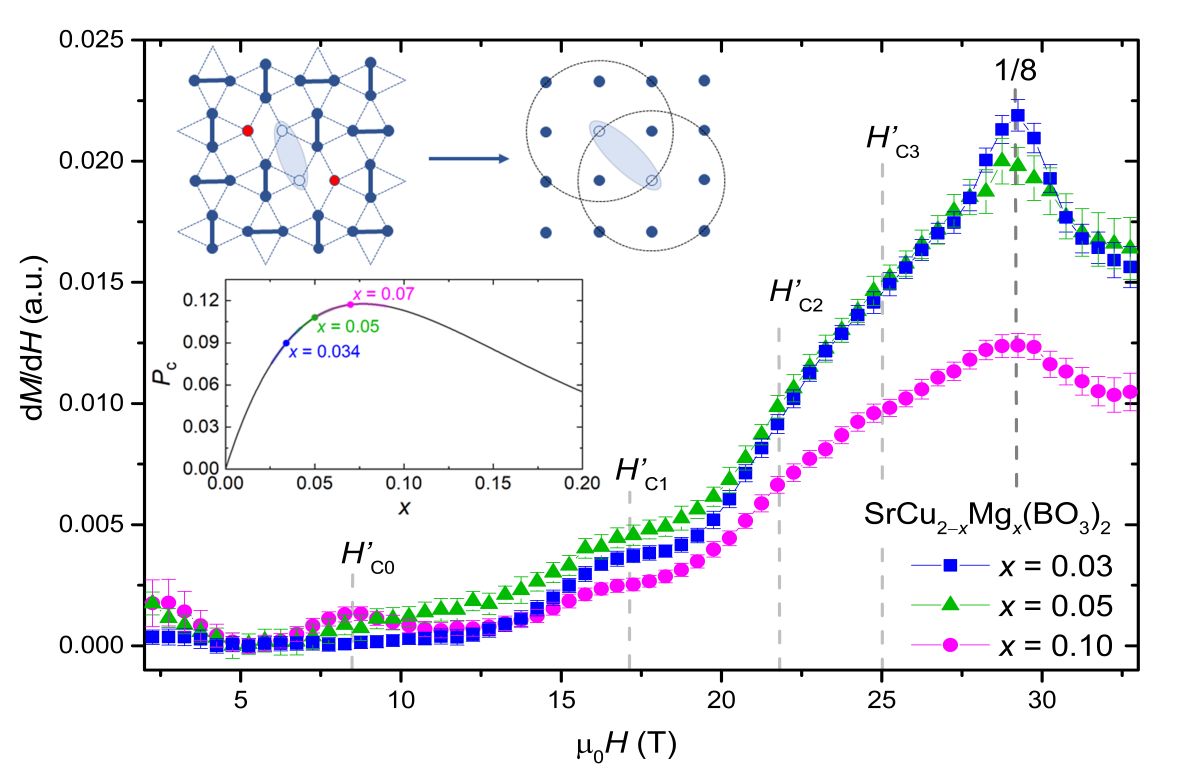 0.025
0.020
0.015
0.010
0.005
0.000
dM/dH (a.u.)
5
10
15
20
25
30
μ₀H (T)
1/8
H'C3
H'C2
H'C1
H'C0
0.12
0.09
0.06
0.03
0.00
Pc
0.00
0.05
0.10
0.15
0.20
x
x = 0.07
x = 0.05
x = 0.034
SrCu₂₋ₓMgₓ(BO₃)₂
x = 0.03
x = 0.05
x = 0.10